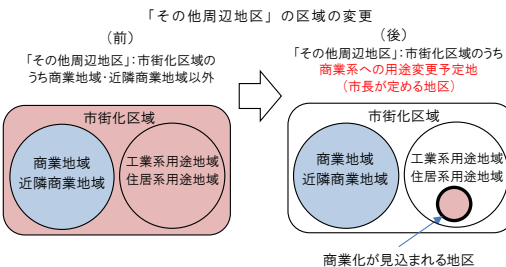 「その他周辺地区」の区域の変更
（前）
「その他周辺地区」：市街化区域の
うち商業地域・近隣商業地域以外
市街化区域
商業地域
近隣商業地域
工業系用途地域
住居系用途地域
（後）
「その他周辺地区」：市街化区域のうち
商業系への用途変更予定地
（市長が定める地区）
市街化区域
商業地域
近隣商業地域
工業系用途地域
住居系用途地域
商業化が見込まれる地区